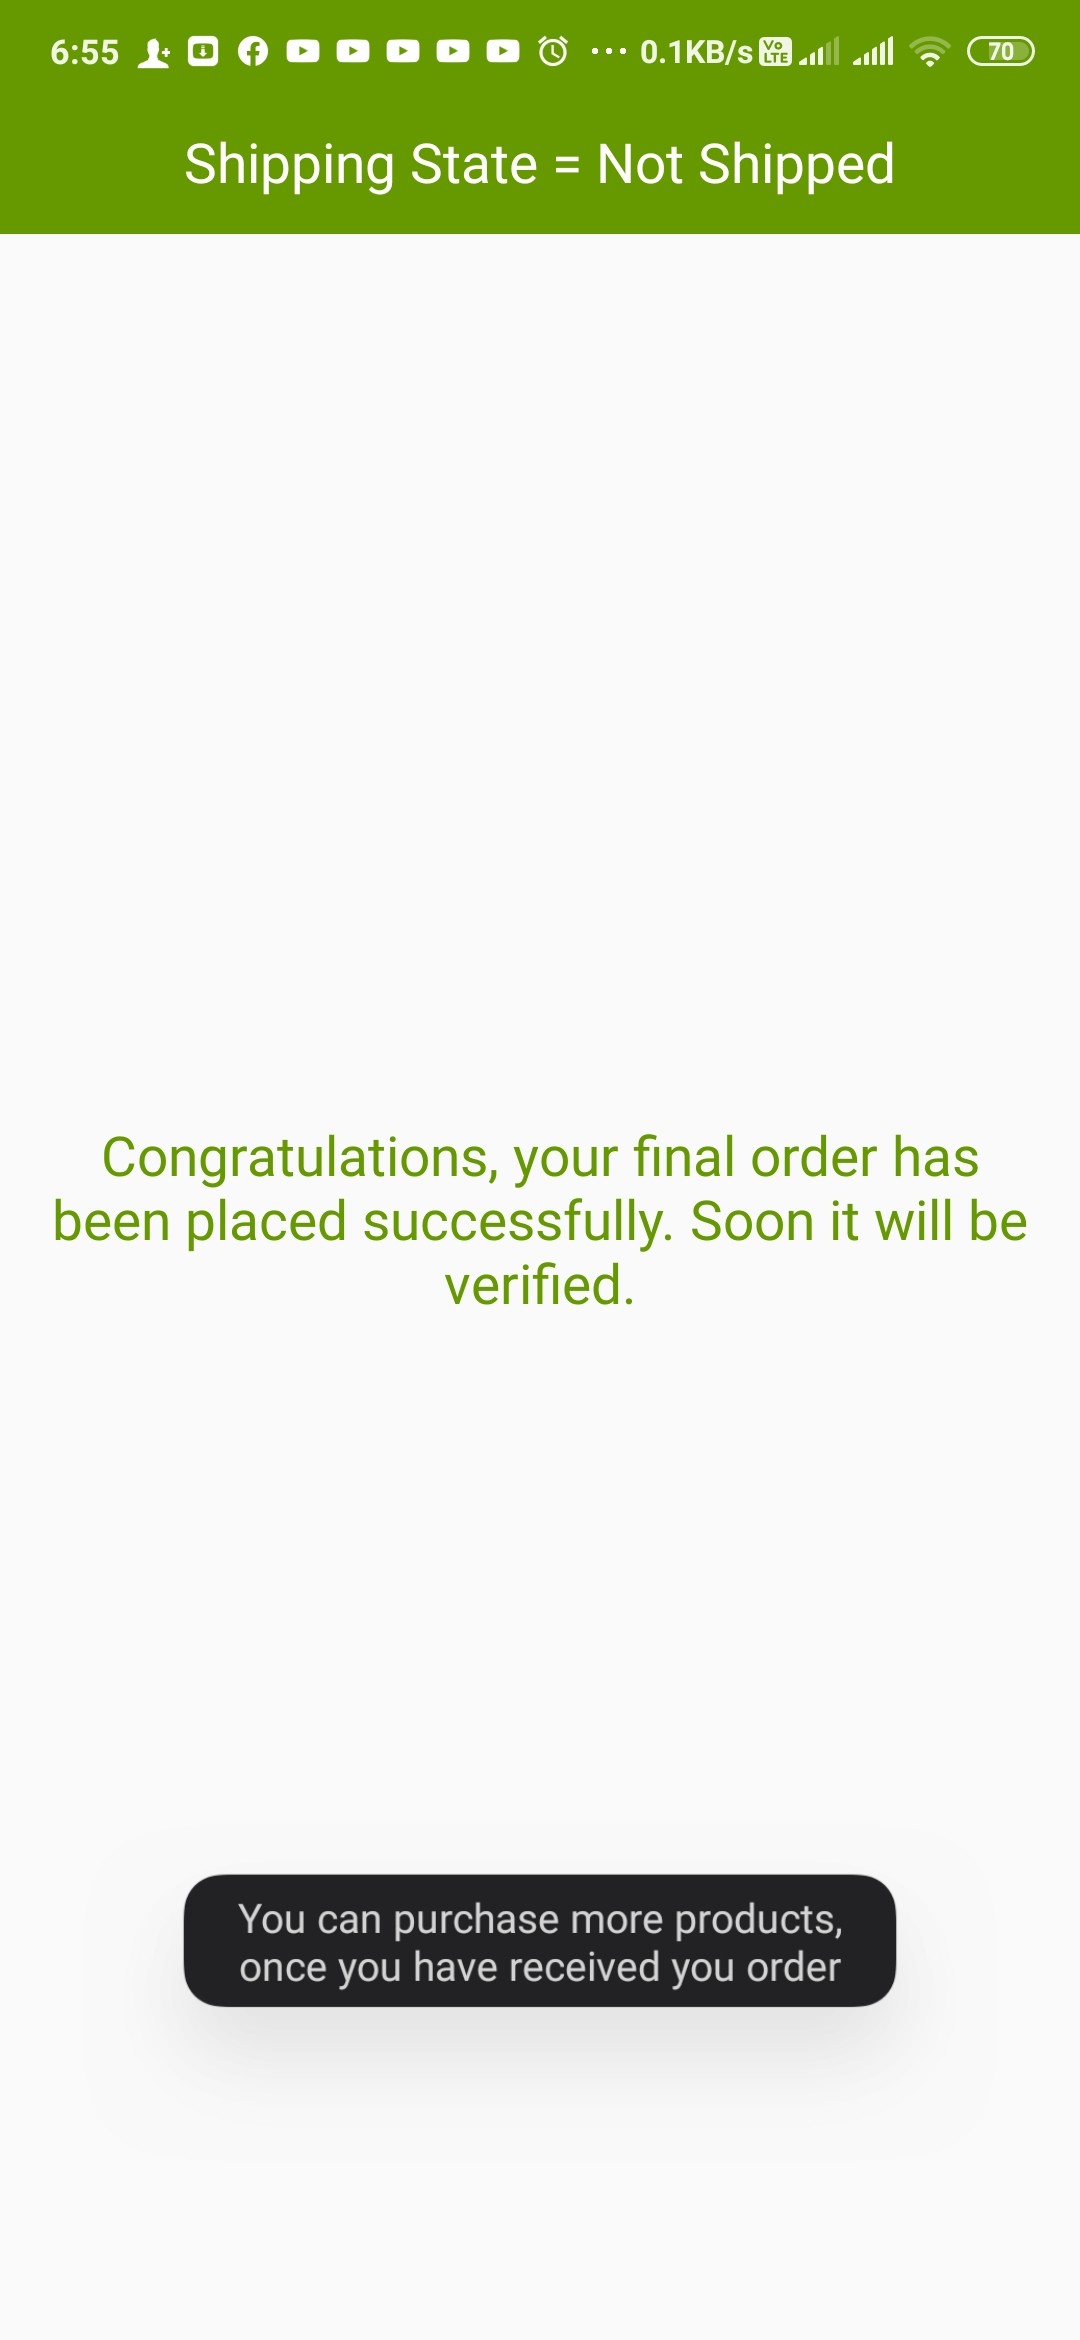 6:55 0.1KB/s Vo LTE 70
Shipping State = Not Shipped
Congratulations, your final order has
been placed successfully. Soon it will be
verified.
You can purchase more products,
once you have received you order